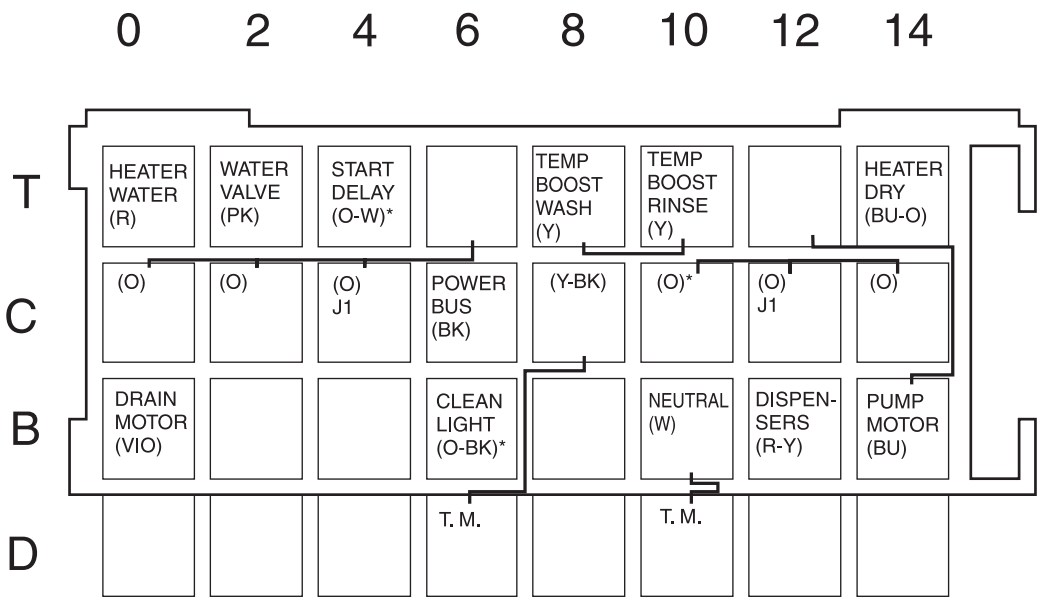 0 2 4 6 8 10 12 14
T
HEATER
WATER
(R)
WATER
VALVE
(PK)
START
DELAY
(O-W)*
TEMP
BOOST
WASH
(Y)
TEMP
BOOST
RINSE
(Y)
HEATER
DRY
(BU-O)
C
(O)
(O)
(O)
J1
POWER
BUS
(BK)
(Y-BK)
(O)*
(O)
J1
(O)
B
DRAIN
MOTOR
(VIO)
CLEAN
LIGHT
(O-BK)*
NEUTRAL
(W)
DISPEN-
SERS
(R-Y)
PUMP
MOTOR
(BU)
D
T. M.
T. M.